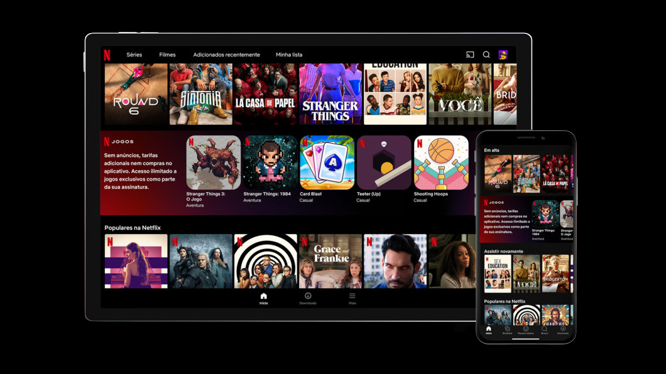 N
Séries Filmes Adicionados recentemente Minha lista
ROUND 6
SINTONIA
LA CASA DE PAPEL
STRANGER THINGS
EDUCATION
VOCÊ
BRID
N JOGOS
Sem anúncios, tarifas
adicionais nem compras no
aplicativo. Acesso ilimitado a
jogos exclusivos como parte
da sua assinatura.
Stranger Things 3:
O Jogo
Aventura
Stranger Things: 1984
Aventura
A
Card Blast
Casual
Teeter (Up)
Casual
Shooting Hoops
Casual
Populares na Netflix
Grace and Frankie
Início
Downloads
Mais
Em alta
LA CASA DE PAPEL
N JOGOS
Sem anúncios, tarifas
adicionais nem compras no
aplicativo. Acesso ilimitado a
jogos exclusivos como parte
da sua assinatura.
Stranger Things:
1984
Aventura
Assistir novamente
EDUCATION
VOCÊ
BRIDGERTON
Populares na Netflix
Início